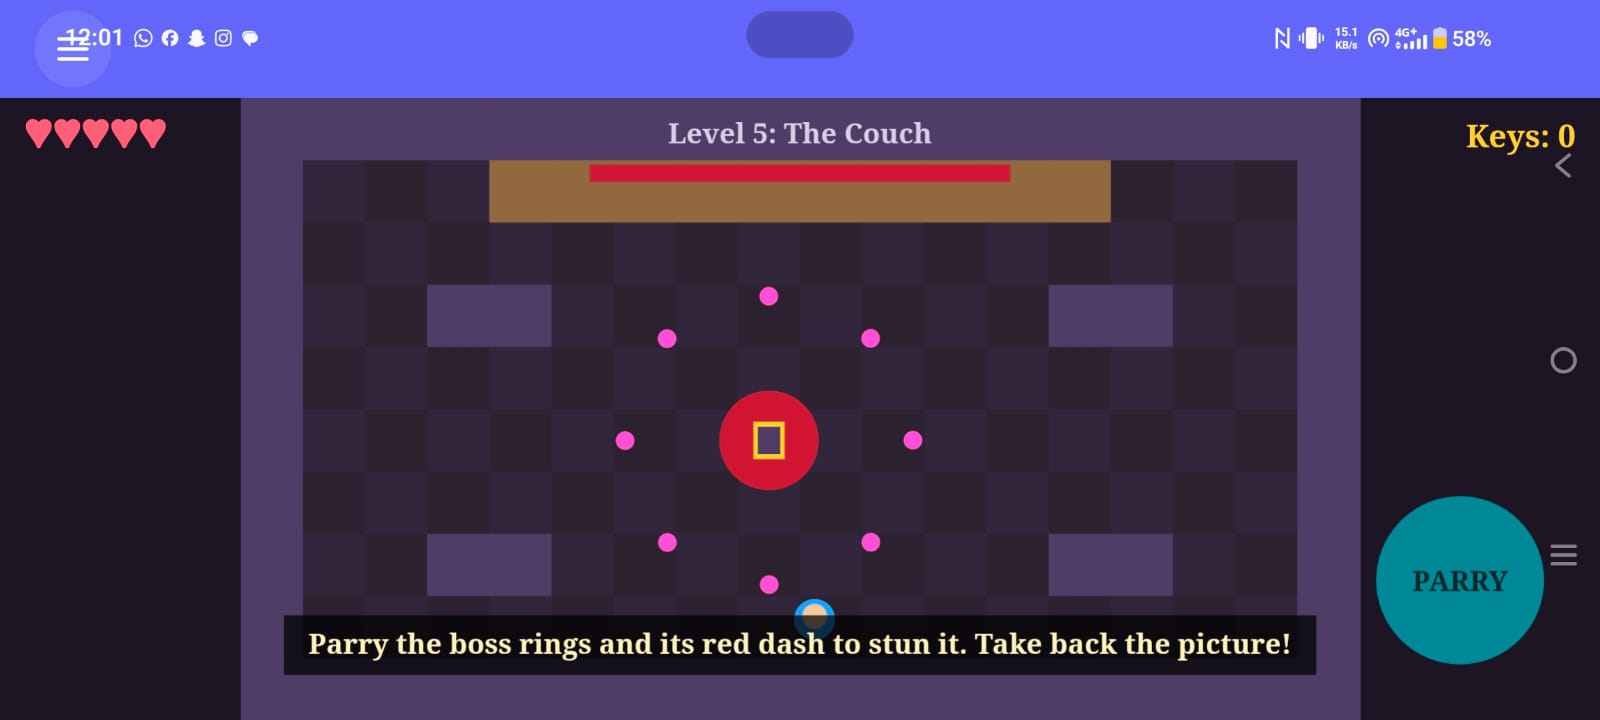 12:01
15.1
KB/s
4G+
58%
Level 5: The Couch
Keys: 0
PARRY
Parry the boss rings and its red dash to stun it. Take back the picture!